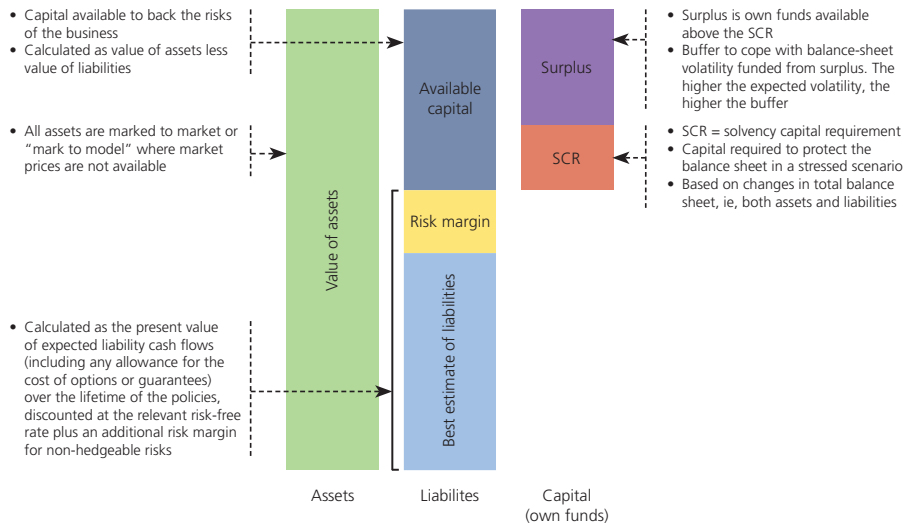 • Capital available to back the risks
of the business
• Calculated as value of assets less
value of liabilities
• All assets are marked to market or
“mark to model” where market
prices are not available
• Calculated as the present value
of expected liability cash flows
(including any allowance for the
cost of options or guarantees)
over the lifetime of the policies,
discounted at the relevant risk-free
rate plus an additional risk margin
for non-hedgeable risks
Value of assets
Available
capital
Risk margin
Best estimate of liabilities
Surplus
SCR
• Surplus is own funds available
above the SCR
• Buffer to cope with balance-sheet
volatility funded from surplus. The
higher the expected volatility, the
higher the buffer
• SCR = solvency capital requirement
• Capital required to protect the
balance sheet in a stressed scenario
• Based on changes in total balance
sheet, ie, both assets and liabilities
Assets
Liabilites
Capital
(own funds)